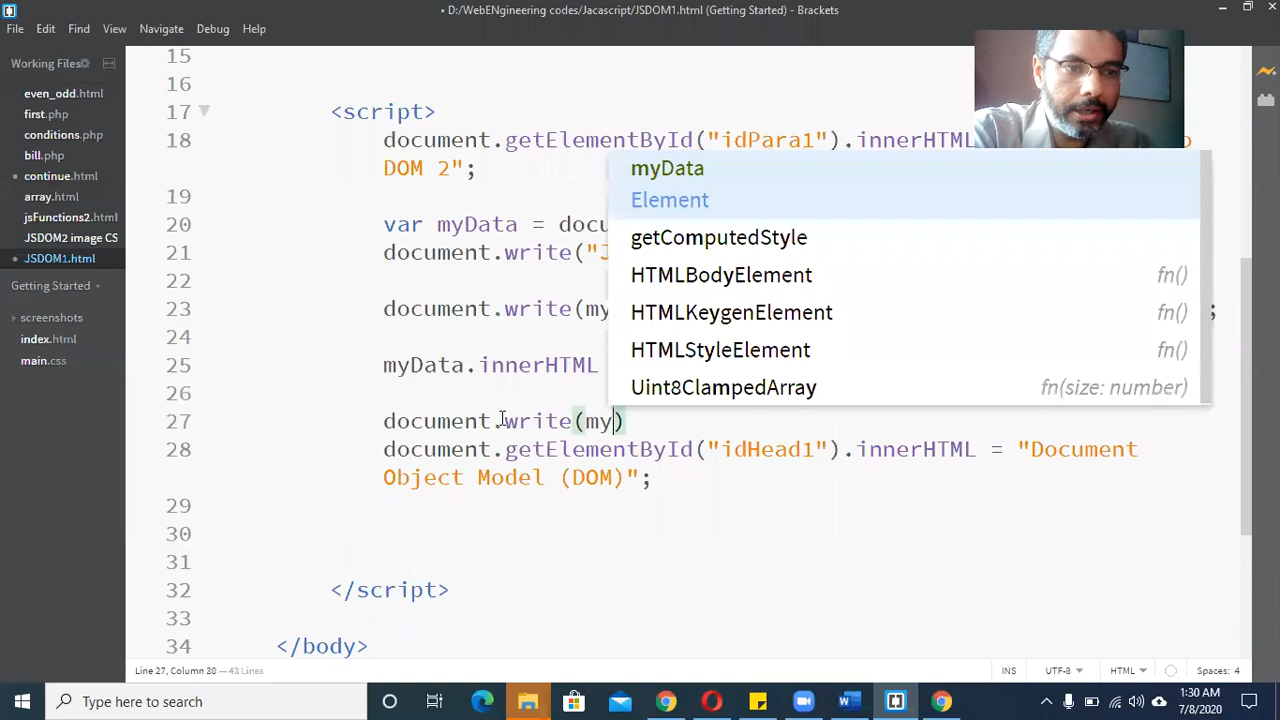 • D:/WebENgineering codes/Jacascript/JSDOM1.html (Getting Started) - Brackets
File Edit Find View Navigate Debug Help
Working Files
even_odd.html
first.php
conditions.php
bill.php
continue.html
array.html
jsFunctions2.html
JSDOM2 image CS
JSDOM1.html
Getting Started
screenshots
index.html
main.css
15
16
17 <script>
18 document.getElementById("idPara1").innerHTML o
DOM 2";
19
20 var myData = docu
21 document.write("J
22
23 document.write(my ;
24
25 myData.innerHTML
26
27 document.write(my)
28 document.getElementById("idHead1").innerHTML = "Document
Object Model (DOM)";
29
30
31
32 </script>
33
34 </body>
myData
Element
getComputedStyle
HTMLBodyElement fn()
HTMLKeygenElement fn()
HTMLStyleElement fn()
Uint8ClampedArray fn(size: number)
Line 27, Column 30 — 43 Lines
INS UTF-8 HTML Spaces: 4
Type here to search
1:30 AM
7/8/2020